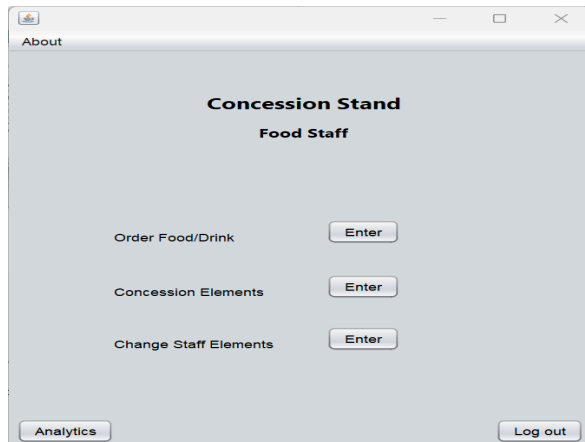 About
Concession Stand
Food Staff
Order Food/Drink Enter
Concession Elements Enter
Change Staff Elements Enter
Analytics Log out